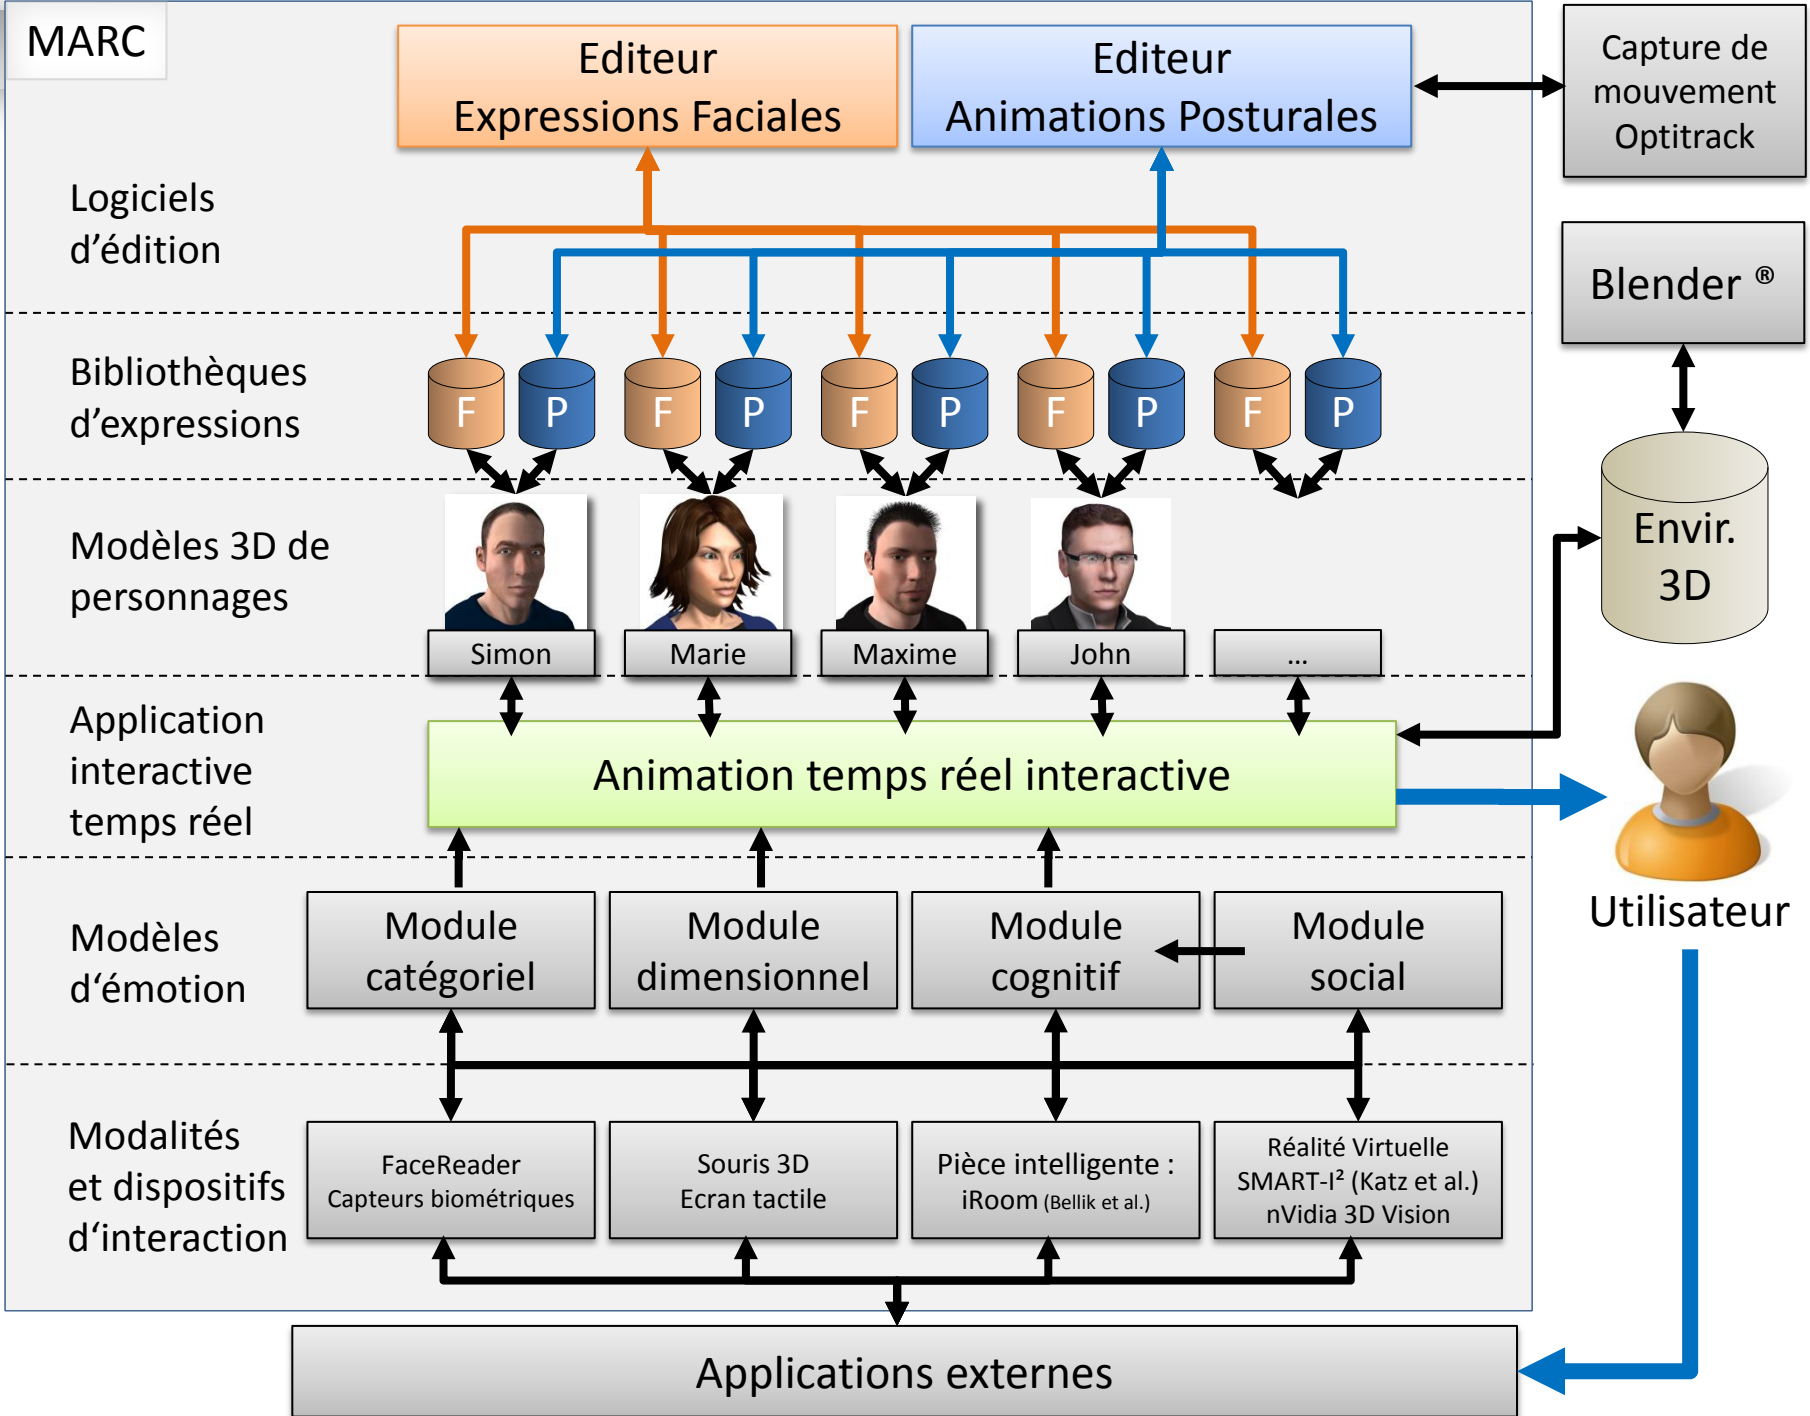 MARC
Editeur
Expressions Faciales
Editeur
Animations Posturales
Capture de
mouvement
Optitrack
Logiciels
d’édition
Blender ®
Bibliothèques
d’expressions
F
P
F
P
F
P
F
P
F
P
Envir.
3D
Modèles 3D de
personnages
Simon
Marie
Maxime
John
...
Application
interactive
temps réel
Animation temps réel interactive
Utilisateur
Modèles
d‘émotion
Module
catégoriel
Module
dimensionnel
Module
cognitif
Module
social
Modalités
et dispositifs
d‘interaction
FaceReader
Capteurs biométriques
Souris 3D
Ecran tactile
Pièce intelligente :
iRoom (Bellik et al.)
Réalité Virtuelle
SMART-I² (Katz et al.)
nVidia 3D Vision
Applications externes